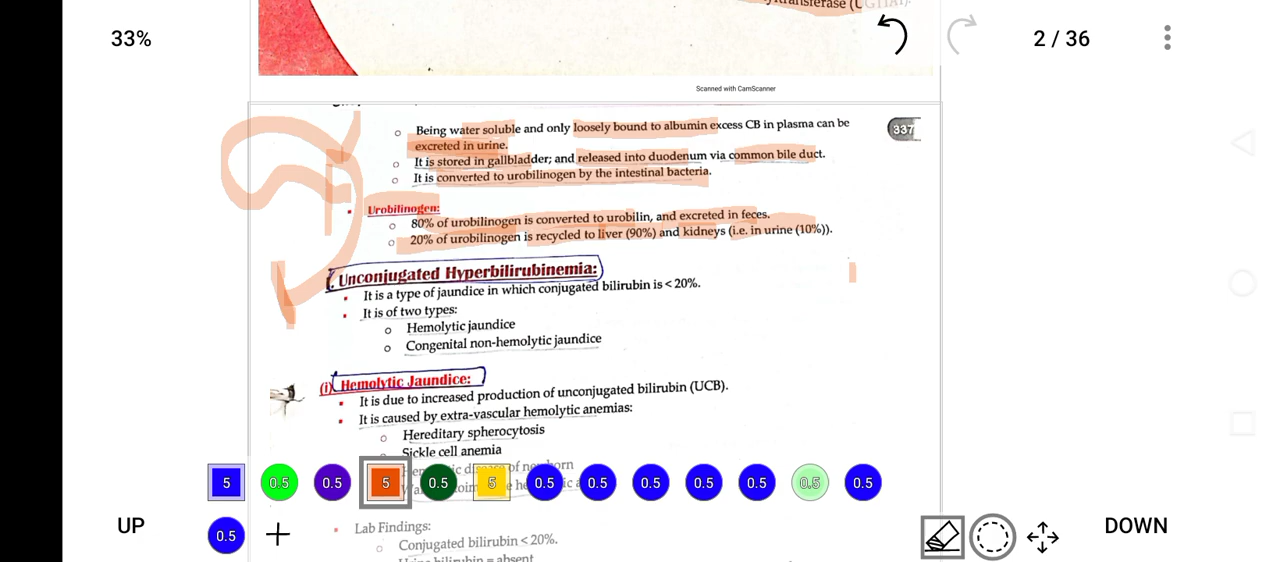 transferase (UGT1A1).
33%
2 / 36
Scanned with CamScanner
337
Being water soluble and only loosely bound to albumin excess CB in plasma can be
excreted in urine.
It is stored in gallbladder; and released into duodenum via common bile duct.
It is converted to urobilinogen by the intestinal bacteria.
Urobilinogen:
80% of urobilinogen is converted to urobilin, and excreted in feces.
20% of urobilinogen is recycled to liver (90%) and kidneys (i.e. in urine (10%)).
Unconjugated Hyperbilirubinemia:
It is a type of jaundice in which conjugated bilirubin is < 20%.
It is of two types:
Hemolytic jaundice
Congenital non-hemolytic jaundice
(i) Hemolytic Jaundice:
It is due to increased production of unconjugated bilirubin (UCB).
It is caused by extra-vascular hemolytic anemias:
Hereditary spherocytosis
Sickle cell anemia
of newborn
5 0.5 0.5 5 0.5 5 0.5 0.5 0.5 0.5 0.5 0.5 0.5
UP 0.5 DOWN
Lab Findings:
Conjugated bilirubin < 20%.
Urine bilirubin = absent